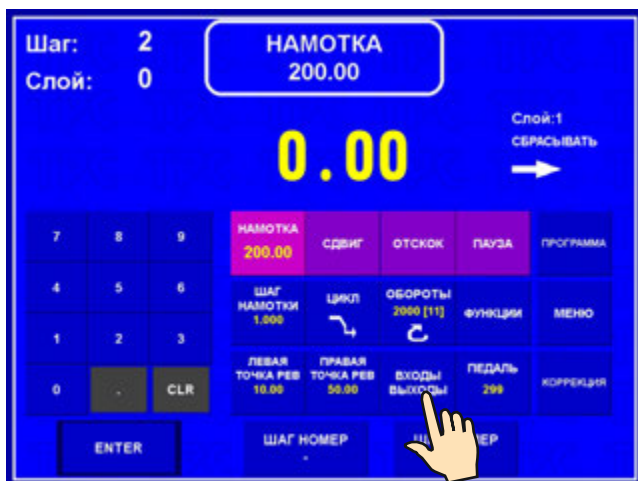 Шаг: 2
Слой: 0
НАМОТКА
200.00
0.00
Слой:1
СБРАСЫВАТЬ
7 8 9
НАМОТКА
200.00
СДВИГ
ОТСКОК
ПАУЗА
ПРОГРАММА
4 5 6
ШАГ
НАМОТКИ
1.000
ЦИКЛ
ОБОРОТЫ
2000 [11]
ФУНКЦИИ
МЕНЮ
1 2 3
0 . CLR
ЛЕВАЯ
ТОЧКА РЕВ
10.00
ПРАВАЯ
ТОЧКА РЕВ
50.00
ВХОДЫ
ВЫХОДЫ
ПЕДАЛЬ
299
КОРРЕКЦИЯ
ENTER
ШАГ НОМЕР
-